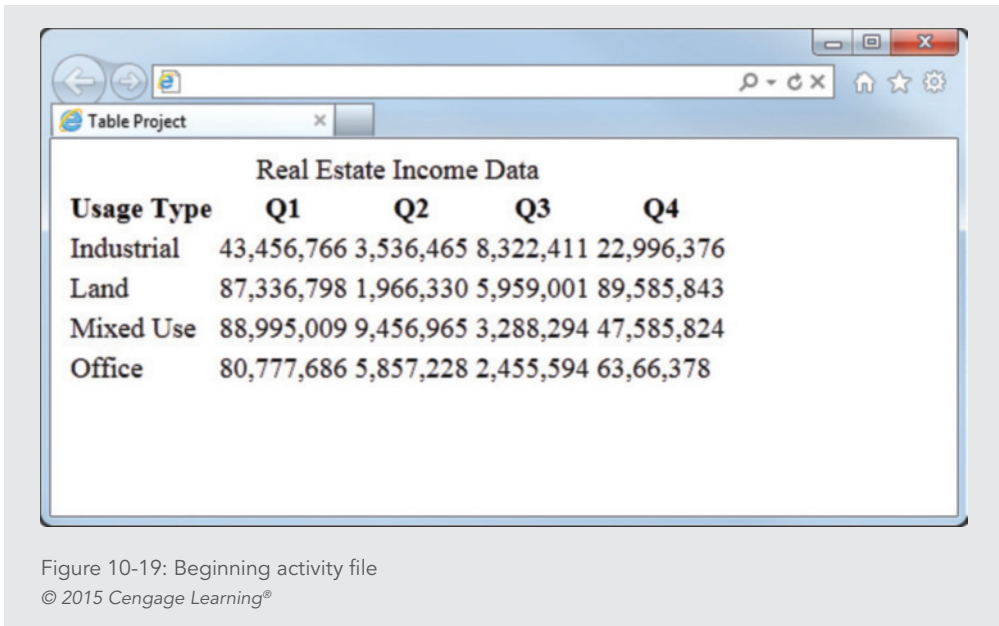 Table Project
Real Estate Income Data
Usage Type Q1 Q2 Q3 Q4
Industrial 43,456,766 3,536,465 8,322,411 22,996,376
Land 87,336,798 1,966,330 5,959,001 89,585,843
Mixed Use 88,995,009 9,456,965 3,288,294 47,585,824
Office 80,777,686 5,857,228 2,455,594 63,66,378
Figure 10-19: Beginning activity file
© 2015 Cengage Learning®